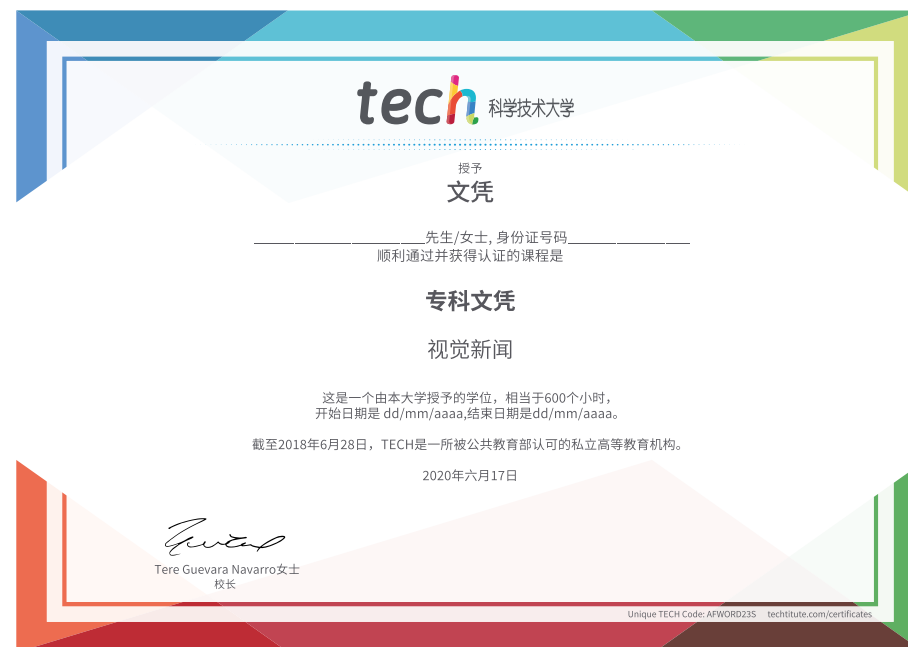 tech 科学技术大学
授予
文凭
________________________先生/女士, 身份证号码_________________
顺利通过并获得认证的课程是
专科文凭
视觉新闻
这是一个由本大学授予的学位，相当于600个小时，
开始日期是 dd/mm/aaaa,结束日期是dd/mm/aaaa。
截至2018年6月28日，TECH是一所被公共教育部认可的私立高等教育机构。
2020年六月17日
Tere Guevara Navarro女士
校长
Unique TECH Code: AFWORD23S techtitute.com/certificates